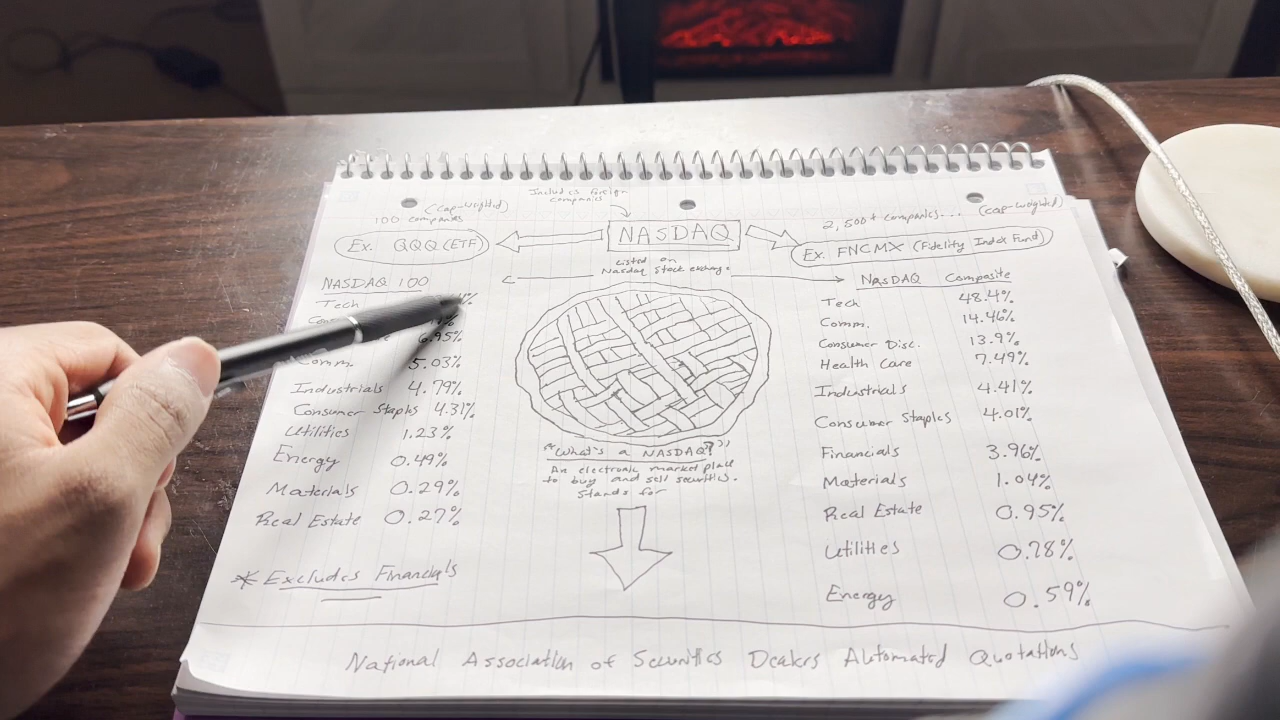 Includes foreign
companies
(cap-weighted)
100 companies
Ex. QQQ (ETF)
NASDAQ
2,500+ companies... (cap-weighted)
Ex. FNCMX (Fidelity Index Fund)
Listed on
Nasdaq Stock exchange
NASDAQ 100
Tech
6.95%
Comm. 5.03%
Industrials 4.79%
Consumer Staples 4.31%
Utilities 1.23%
Energy 0.49%
Materials 0.29%
Real Estate 0.27%
* Excludes Financials
"What's a NASDAQ?"
An electronic market place
to buy and sell securities.
Stands for
NASDAQ Composite
Tech 48.4%
Comm. 14.46%
Consumer Disc. 13.9%
Health Care 7.49%
Industrials 4.41%
Consumer Staples 4.01%
Financials 3.96%
Materials 1.04%
Real Estate 0.95%
Utilities 0.78%
Energy 0.59%
National Association of Securities Dealers Automated Quotations